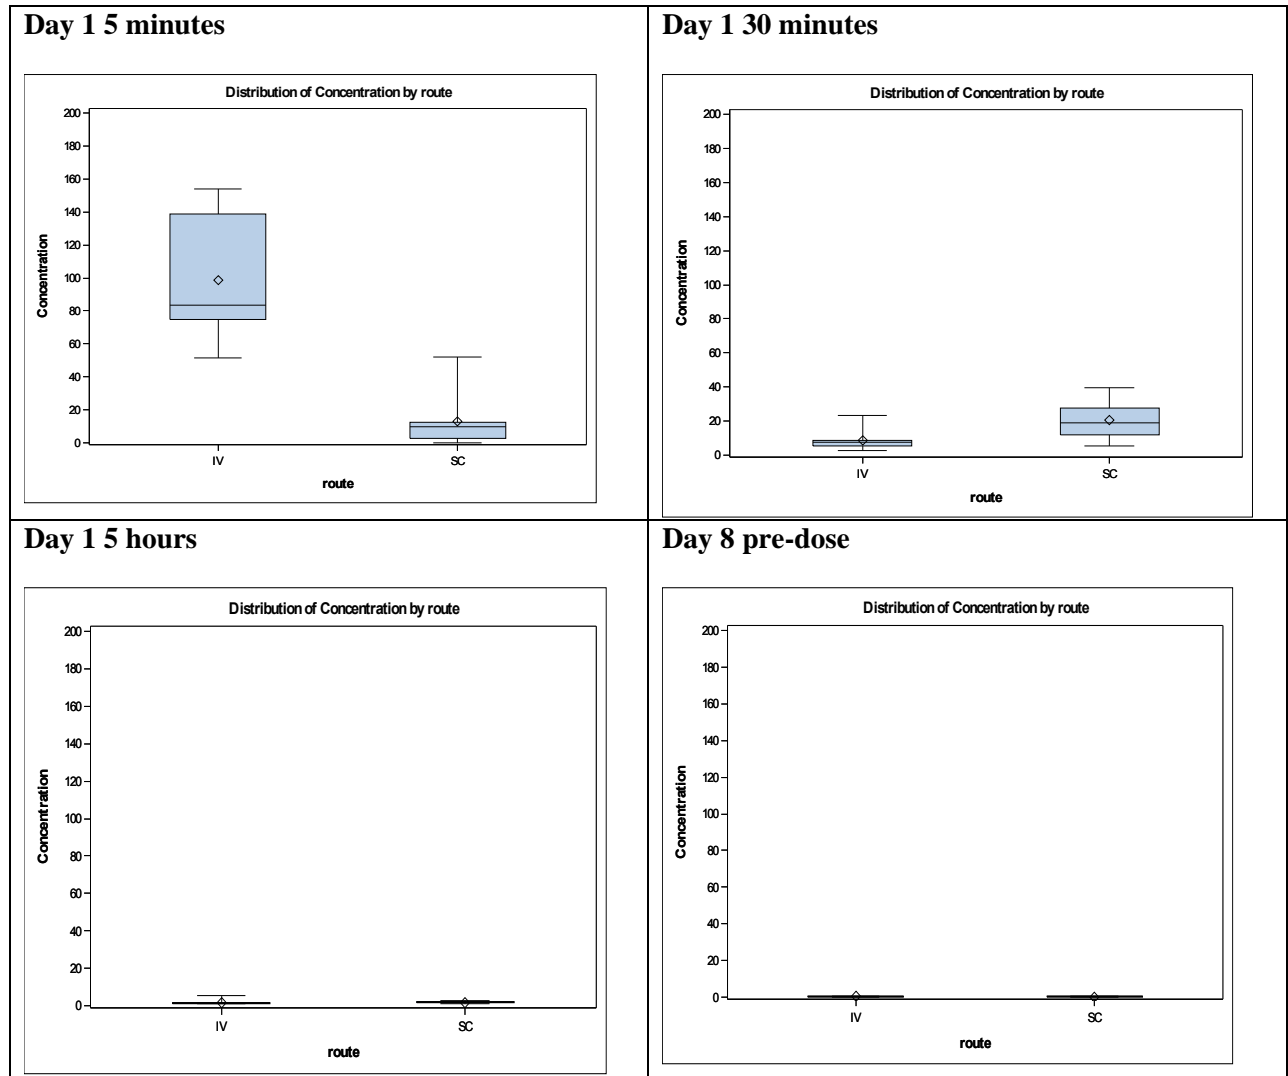 Day 1 5 minutes
Distribution of Concentration by route
200
180
160
140
120
100
80
60
40
20
0
Concentration
IV SC
route
Day 1 30 minutes
Distribution of Concentration by route
200
180
160
140
120
100
80
60
40
20
0
Concentration
IV SC
route
Day 1 5 hours
Distribution of Concentration by route
200
180
160
140
120
100
80
60
40
20
0
Concentration
IV SC
route
Day 8 pre-dose
Distribution of Concentration by route
200
180
160
140
120
100
80
60
40
20
0
Concentration
IV SC
route